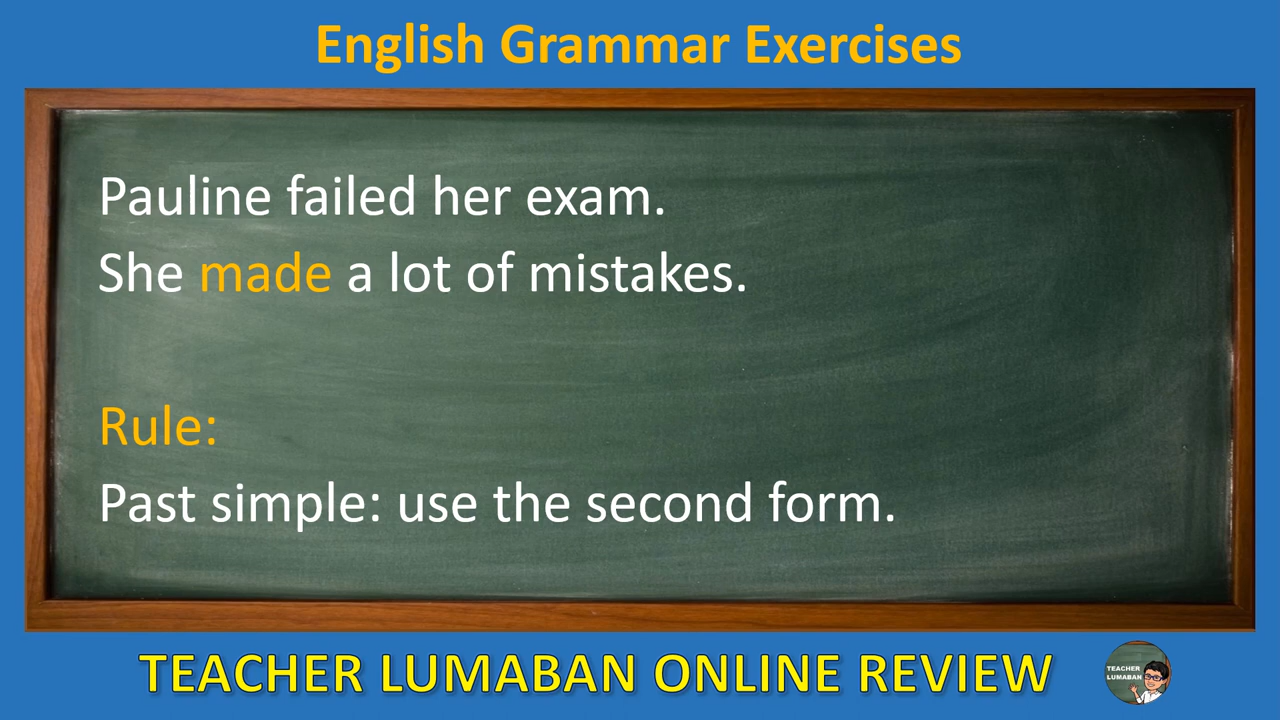 English Grammar Exercises
Pauline failed her exam.
She made a lot of mistakes.
Rule:
Past simple: use the second form.
TEACHER LUMABAN ONLINE REVIEW
TEACHER
LUMABAN